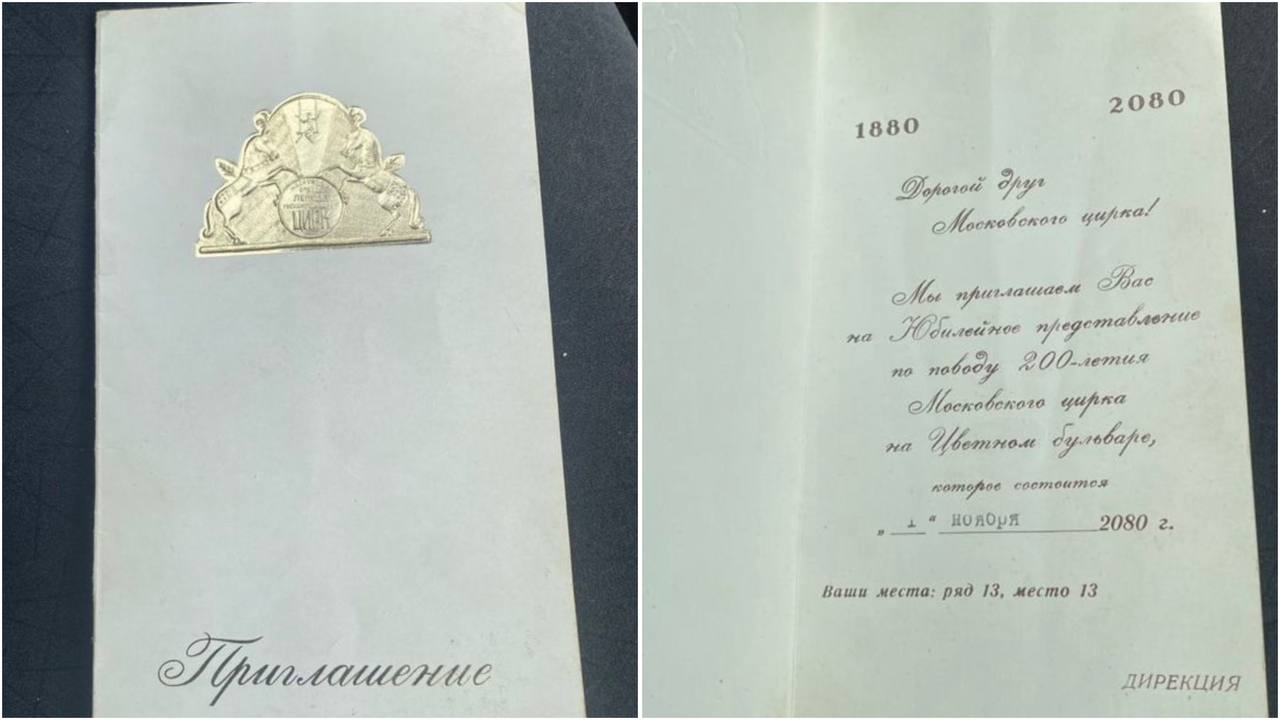 ЦИРК
Приглашение
1880 2080
Дорогой друг
Московского цирка!
Мы приглашаем Вас
на Юбилейное представление
по поводу 200-летия
Московского цирка
на Цветном бульваре,
которое состоится
„ 1 “ ноября 2080 г.
Ваши места: ряд 13, место 13
ДИРЕКЦИЯ